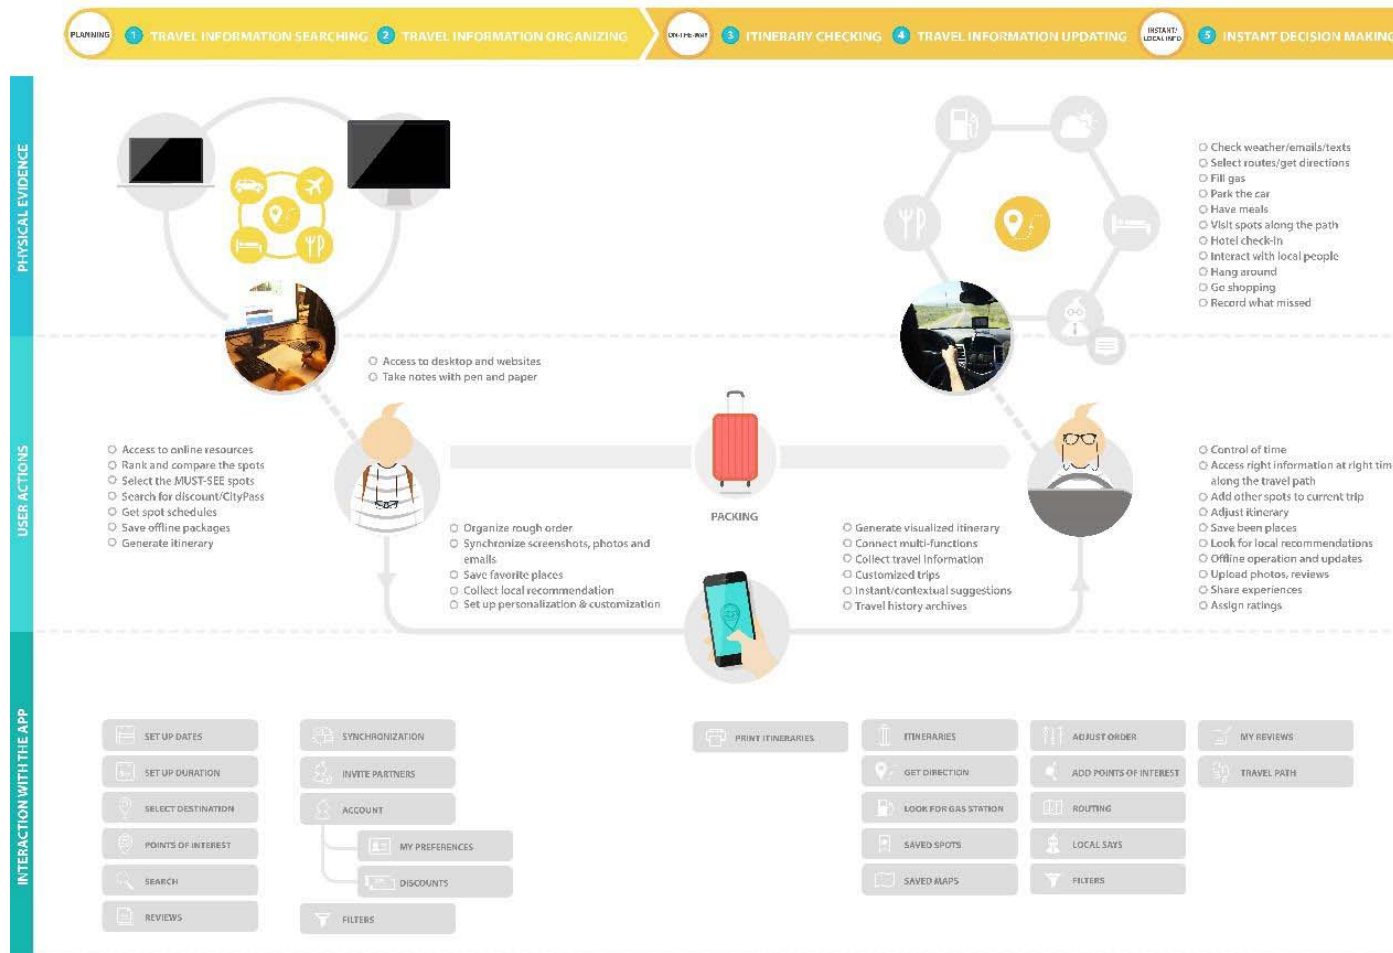 PLANNING
1 TRAVEL INFORMATION SEARCHING
2 TRAVEL INFORMATION ORGANIZING
ON-THE-WAY
3 ITINERARY CHECKING
4 TRAVEL INFORMATION UPDATING
INSTANT/
LOCAL INFO
5 INSTANT DECISION MAKING
PHYSICAL EVIDENCE
Check weather/emails/texts
Select routes/get directions
Fill gas
Park the car
Have meals
Visit spots along the path
Hotel check-in
Interact with local people
Hang around
Go shopping
Record what missed
USER ACTIONS
Access to desktop and websites
Take notes with pen and paper
Access to online resources
Rank and compare the spots
Select the MUST-SEE spots
Search for discount/CityPass
Get spot schedules
Save offline packages
Generate itinerary
Organize rough order
Synchronize screenshots, photos and
emails
Save favorite places
Collect local recommendation
Set up personalization & customization
PACKING
Generate visualized itinerary
Connect multi-functions
Collect travel Information
Customized trips
Instant/contextual suggestions
Travel history archives
Control of time
Access right information at right tim
along the travel path
Add other spots to current trip
Adjust itinerary
Save been places
Look for local recommendations
Offline operation and updates
Upload photos, reviews
Share experiences
Assign ratings
INTERACTION WITH THE APP
SET UP DATES
SET UP DURATION
SELECT DESTINATION
POINTS OF INTEREST
SEARCH
REVIEWS
SYNCHRONIZATION
INVITE PARTNERS
ACCOUNT
MY PREFERENCES
DISCOUNTS
FILTERS
PRINT ITINERARIES
ITINERARIES
GET DIRECTION
LOOK FOR GAS STATION
SAVED SPOTS
SAVED MAPS
ADJUST ORDER
ADD POINTS OF INTEREST
ROUTING
LOCAL SAYS
FILTERS
MY REVIEWS
TRAVEL PATH